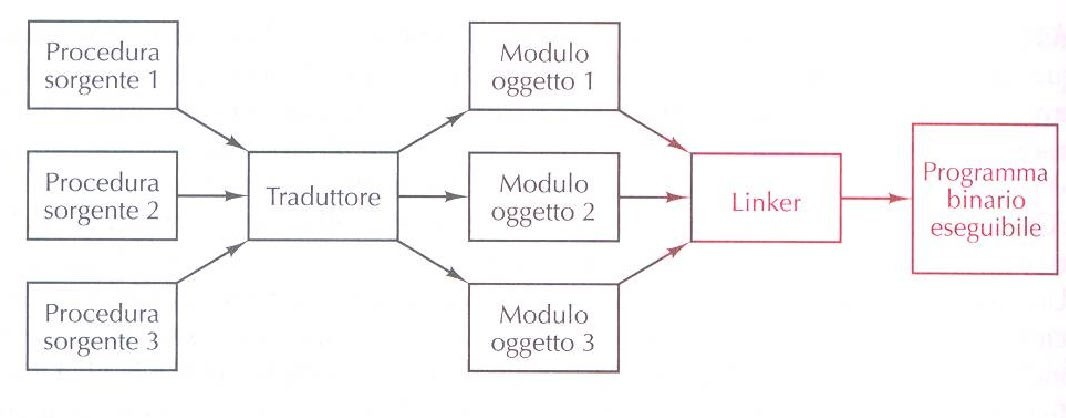 Procedura
sorgente 1
Procedura
sorgente 2
Procedura
sorgente 3
Traduttore
Modulo
oggetto 1
Modulo
oggetto 2
Modulo
oggetto 3
Linker
Programma
binario
eseguibile